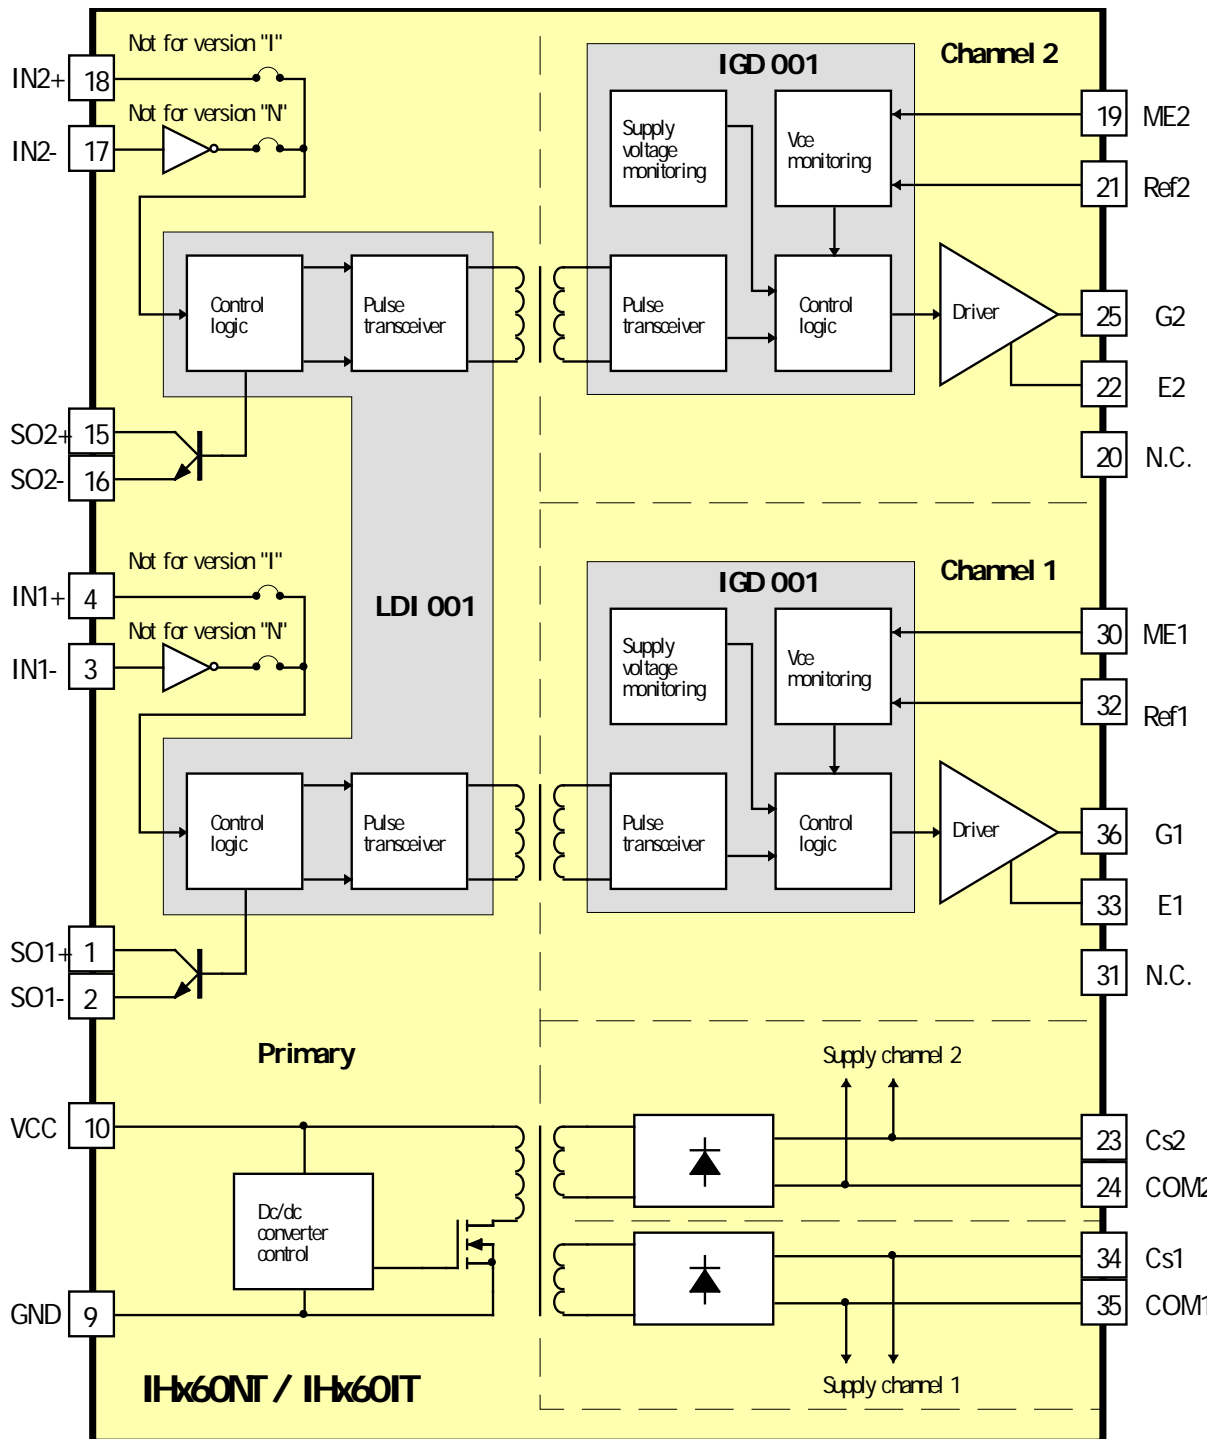 Not for version "I"
IN2+ 18
Not for version "N"
IN2- 17
Control
logic
Pulse
transceiver
SO2+ 15
SO2- 16
LDI 001
Not for version "I"
IN1+ 4
Not for version "N"
IN1- 3
Control
logic
Pulse
transceiver
SO1+ 1
SO1- 2
Primary
VCC 10
Dc/dc
converter
control
GND 9
IHx60NT / IHx60IT
Channel 2
IGD 001
Supply
voltage
monitoring
Vce
monitoring
19 ME2
21 Ref2
Pulse
transceiver
Control
logic
Driver
25 G2
22 E2
20 N.C.
Channel 1
IGD 001
Supply
voltage
monitoring
Vce
monitoring
30 ME1
32 Ref1
Pulse
transceiver
Control
logic
Driver
36 G1
33 E1
31 N.C.
Supply channel 2
23 Cs2
24 COM2
34 Cs1
35 COM1
Supply channel 1